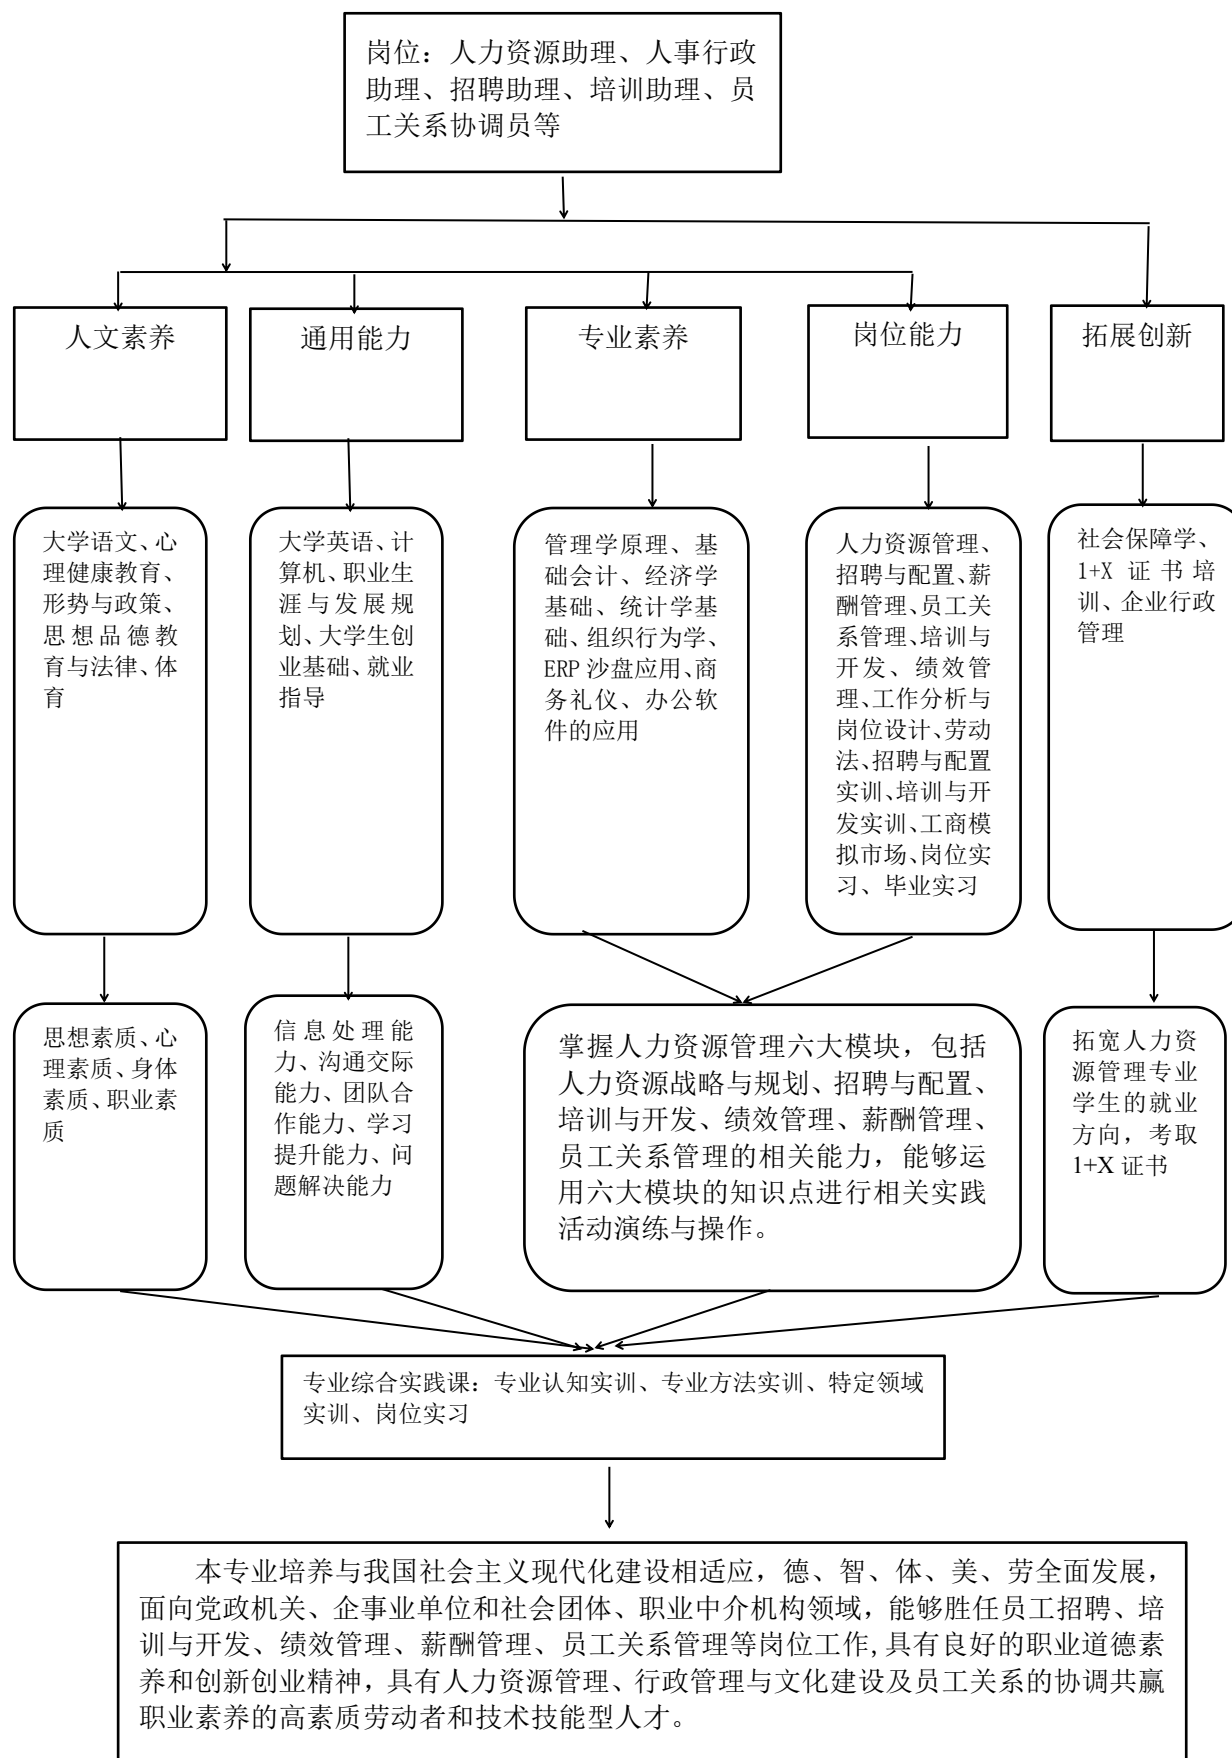 岗位：人力资源助理、人事行政
助理、招聘助理、培训助理、员
工关系协调员等
人文素养
通用能力
专业素养
岗位能力
拓展创新
大学语文、心
理健康教育、
形势与政策、
思想品德教
育与法律、体
育
大学英语、计
算机、职业生
涯与发展规
划、大学生创
业基础、就业
指导
管理学原理、基
础会计、经济学
基础、统计学基
础、组织行为学、
ERP 沙盘应用、商
务礼仪、办公软
件的应用
人力资源管理、
招聘与配置、薪
酬管理、员工关
系管理、培训与
开发、绩效管
理、工作分析与
岗位设计、劳动
法、招聘与配置
实训、培训与开
发实训、工商模
拟市场、岗位实
习、毕业实习
社会保障学、
1+X 证书培
训、企业行政
管理
思想素质、心
理素质、身体
素质、职业素
质
信息处理能
力、沟通交际
能力、团队合
作能力、学习
提升能力、问
题解决能力
掌握人力资源管理六大模块，包括
人力资源战略与规划、招聘与配置、
培训与开发、绩效管理、薪酬管理、
员工关系管理的相关能力，能够运
用六大模块的知识点进行相关实践
活动演练与操作。
拓宽人力资
源管理专业
学生的就业
方向，考取
1+X 证书
专业综合实践课：专业认知实训、专业方法实训、特定领域
实训、岗位实习
本专业培养与我国社会主义现代化建设相适应，德、智、体、美、劳全面发展，
面向党政机关、企事业单位和社会团体、职业中介机构领域，能够胜任员工招聘、培
训与开发、绩效管理、薪酬管理、员工关系管理等岗位工作,具有良好的职业道德素
养和创新创业精神，具有人力资源管理、行政管理与文化建设及员工关系的协调共赢
职业素养的高素质劳动者和技术技能型人才。